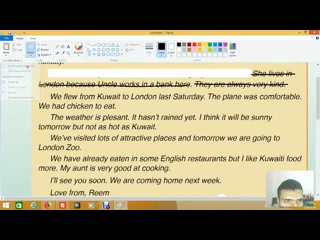 She lives in
London because Uncle works in a bank here. They are always very kind.
We flew from Kuwait to London last Saturday. The plane was comfortable.
We had chicken to eat.
The weather is plesant. It hasn't rained yet. I think it will be sunny
tomorrow but not as hot as Kuwait.
We've visited lots of attractive places and tomorrow we are going to
London Zoo.
We have already eaten in some English restaurants but I like Kuwaiti food
more. My aunt is very good at cooking.
I'll see you soon. We are coming home next week.
Love from, Reem